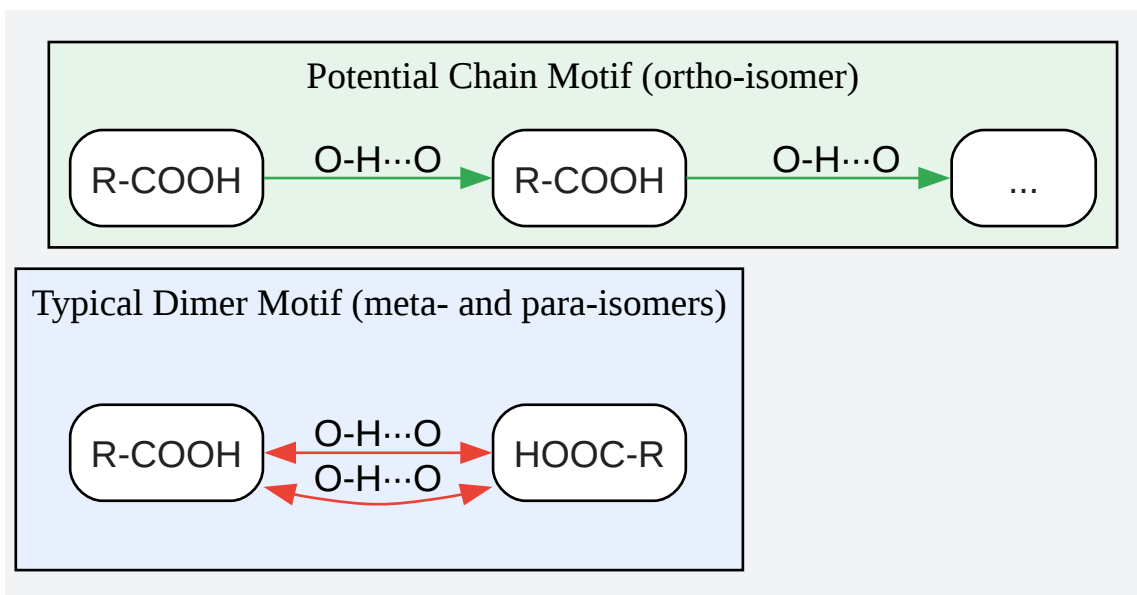 Potential Chain Motif (ortho-isomer)
R-COOH
O-H···O
R-COOH
O-H···O
...
Typical Dimer Motif (meta- and para-isomers)
R-COOH
O-H···O
O-H···O
HOOC-R